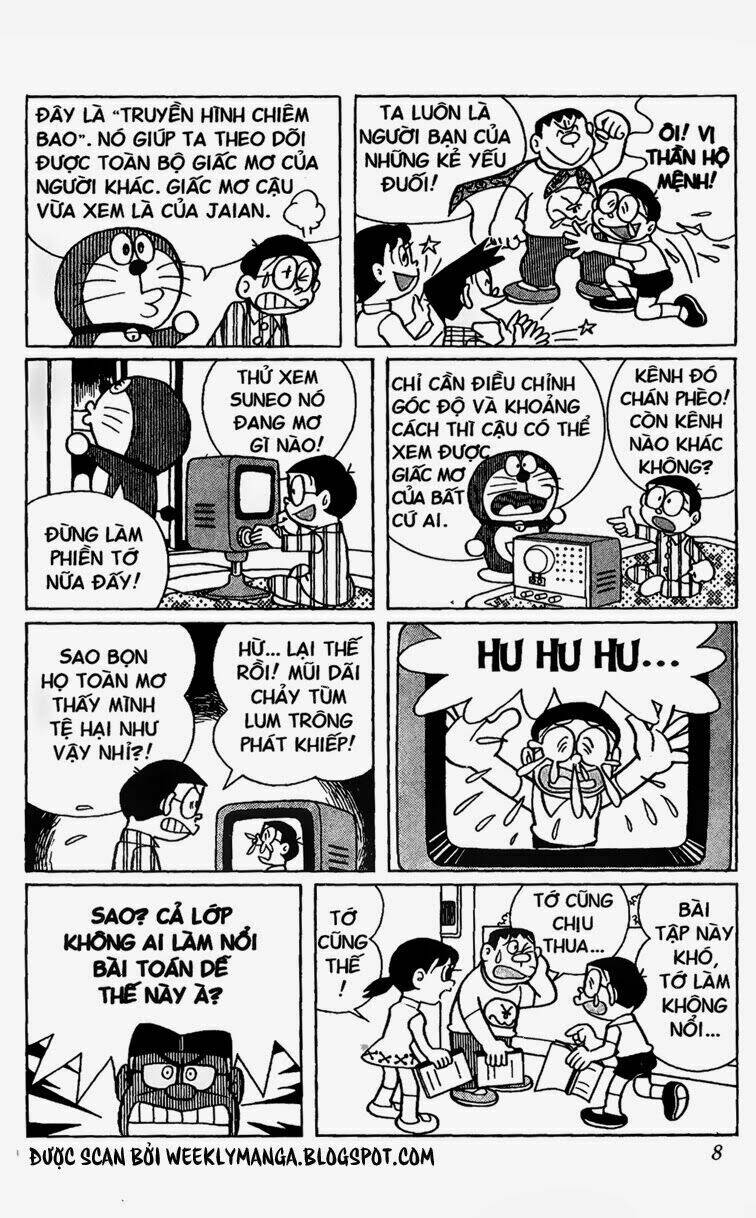 ĐÂY LÀ "TRUYỀN HÌNH CHIÊM
BAO". NÓ GIÚP TA THEO DÕI
ĐƯỢC TOÀN BỘ GIẤC MƠ CỦA
NGƯỜI KHÁC. GIẤC MƠ CẬU
VỪA XEM LÀ CỦA JAIAN.
TA LUÔN LÀ
NGƯỜI BẠN CỦA
NHỮNG KẺ YẾU
ĐUỐI!
ÔI! VỊ
THẦN HỘ
MỆNH!
THỬ XEM
SUNEO NÓ
ĐANG MƠ
GÌ NÀO!
ĐỪNG LÀM
PHIỀN TỚ
NỮA ĐẤY!
CHỈ CẦN ĐIỀU CHỈNH
GÓC ĐỘ VÀ KHOẢNG
CÁCH THÌ CẬU CÓ THỂ
XEM ĐƯỢC
GIẤC MƠ
CỦA BẤT
CỨ AI.
KÊNH ĐÓ
CHÁN PHÈO!
CÒN KÊNH
NÀO KHÁC
KHÔNG?
SAO BỌN
HỌ TOÀN MƠ
THẤY MÌNH
TỆ HẠI NHƯ
VẬY NHỈ?!
HỪ... LẠI THẾ
RỒI! MŨI DÃI
CHẢY TÙM
LUM TRÔNG
PHÁT KHIẾP!
HU HU HU...
SAO? CẢ LỚP
KHÔNG AI LÀM NỔI
BÀI TOÁN DỄ
THẾ NÀY À?
TỚ
CŨNG
THẾ
!
TỚ CŨNG
CHỊU
THUA...
BÀI
TẬP NÀY
KHÓ,
TỚ LÀM
KHÔNG
NỔI...
ĐƯỢC SCAN BỞI WEEKLYMANGA.BLOGSPOT.COM
8